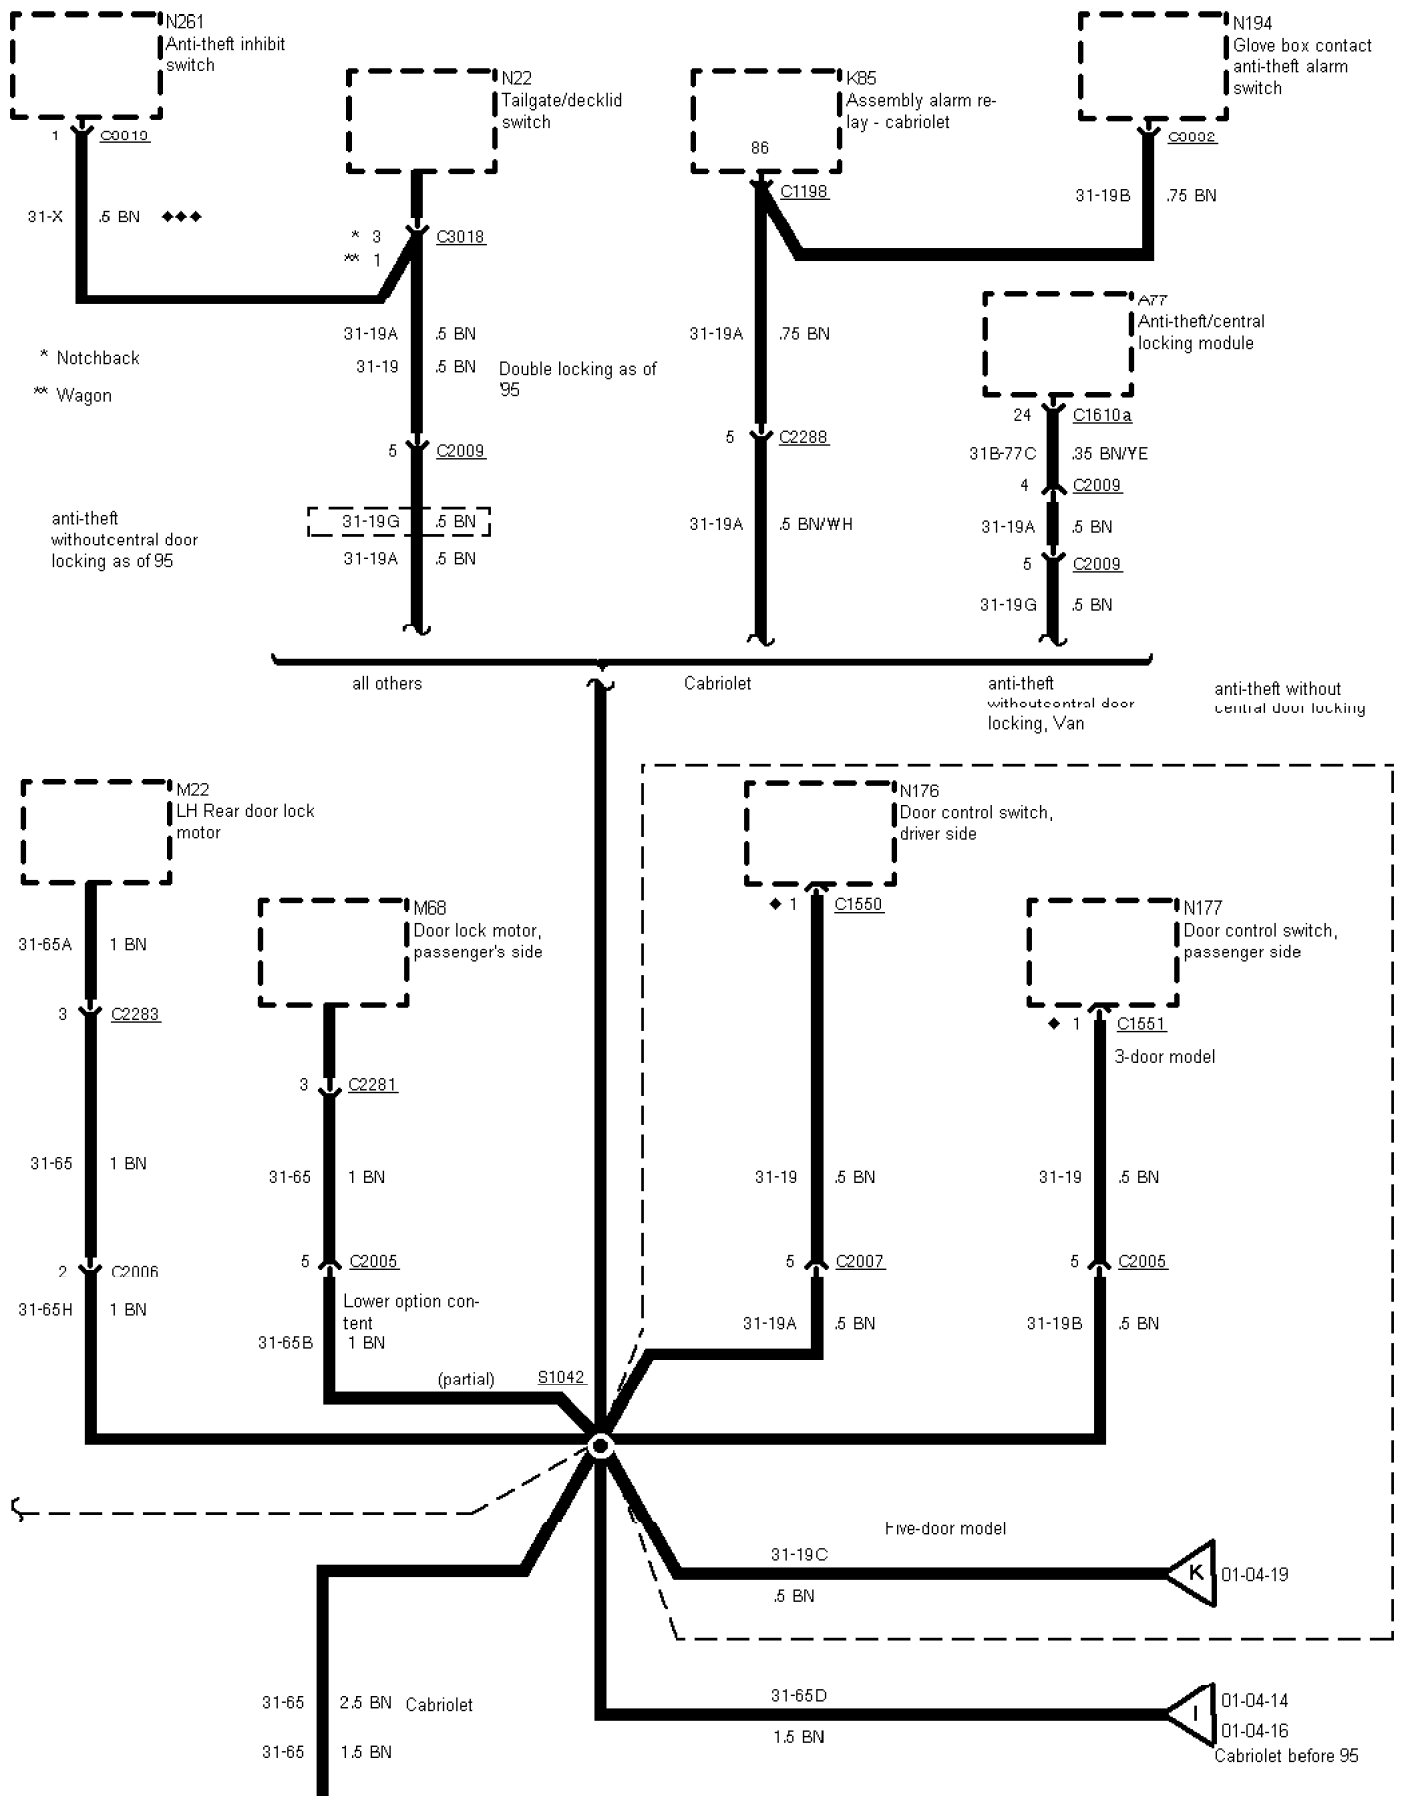 N261
Anti-theft inhibit
switch
1
C0019
31-X
.5 BN
N22
Tailgate/decklid
switch
* 3
** 1
C3018
31-19A
.5 BN
31-19
.5 BN
Double locking as of
'95
* Notchback
** Wagon
5
C2009
anti-theft
withoutcentral door
locking as of 95
31-19G
.5 BN
31-19A
.5 BN
K85
Assembly alarm re-
lay - cabriolet
86
C1198
31-19A
.75 BN
5
C2288
31-19A
.5 BN/WH
N194
Glove box contact
anti-theft alarm
switch
C0002
31-19B
.75 BN
A77
Anti-theft/central
locking module
24
C1610a
31B-77C
.35 BN/YE
4
C2009
31-19A
.5 BN
5
C2009
31-19G
.5 BN
all others
Cabriolet
anti-theft
withoutcentral door
locking, Van
anti-theft without
central door locking
M22
LH Rear door lock
motor
31-65A
1 BN
3
C2283
31-65
1 BN
2
C2006
31-65H
1 BN
M68
Door lock motor,
passenger's side
3
C2281
31-65
1 BN
5
C2005
Lower option con-
tent
31-65B
1 BN
(partial)
S1042
N176
Door control switch,
driver side
◆ 1
C1550
31-19
.5 BN
5
C2007
31-19A
.5 BN
N177
Door control switch,
passenger side
◆ 1
C1551
3-door model
31-19
.5 BN
5
C2005
31-19B
.5 BN
Five-door model
31-19C
.5 BN
K
01-04-19
31-65D
1.5 BN
I
01-04-14
01-04-16
Cabriolet before 95
31-65
2.5 BN
Cabriolet
31-65
1.5 BN